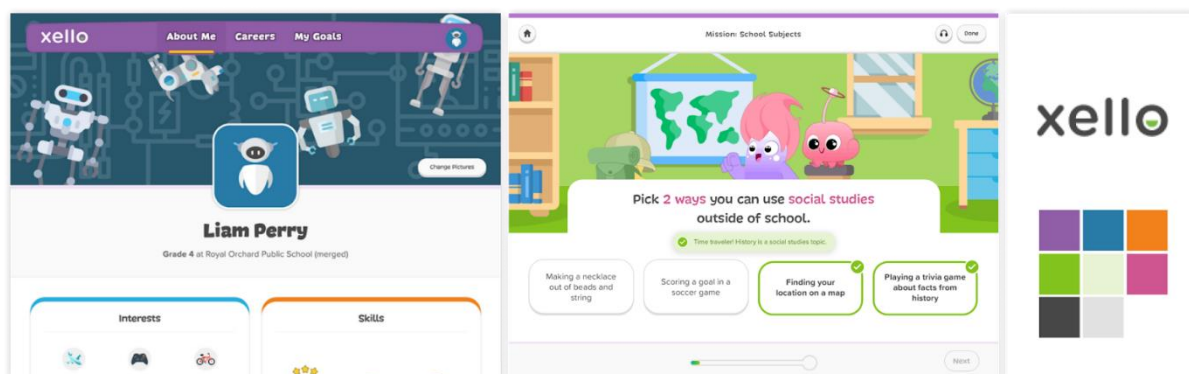 xello
About Me Careers My Goals
Change Pictures
Liam Perry
Grade 4 at Royal Orchard Public School (merged)
Interests
Skills
Mission: School Subjects
Done
Pick 2 ways you can use social studies
outside of school.
Time traveler! History is a social studies topic.
Making a necklace
out of beads and
string
Scoring a goal in a
soccer game
Finding your
location on a map
Playing a trivia game
about facts from
history
Next
xello